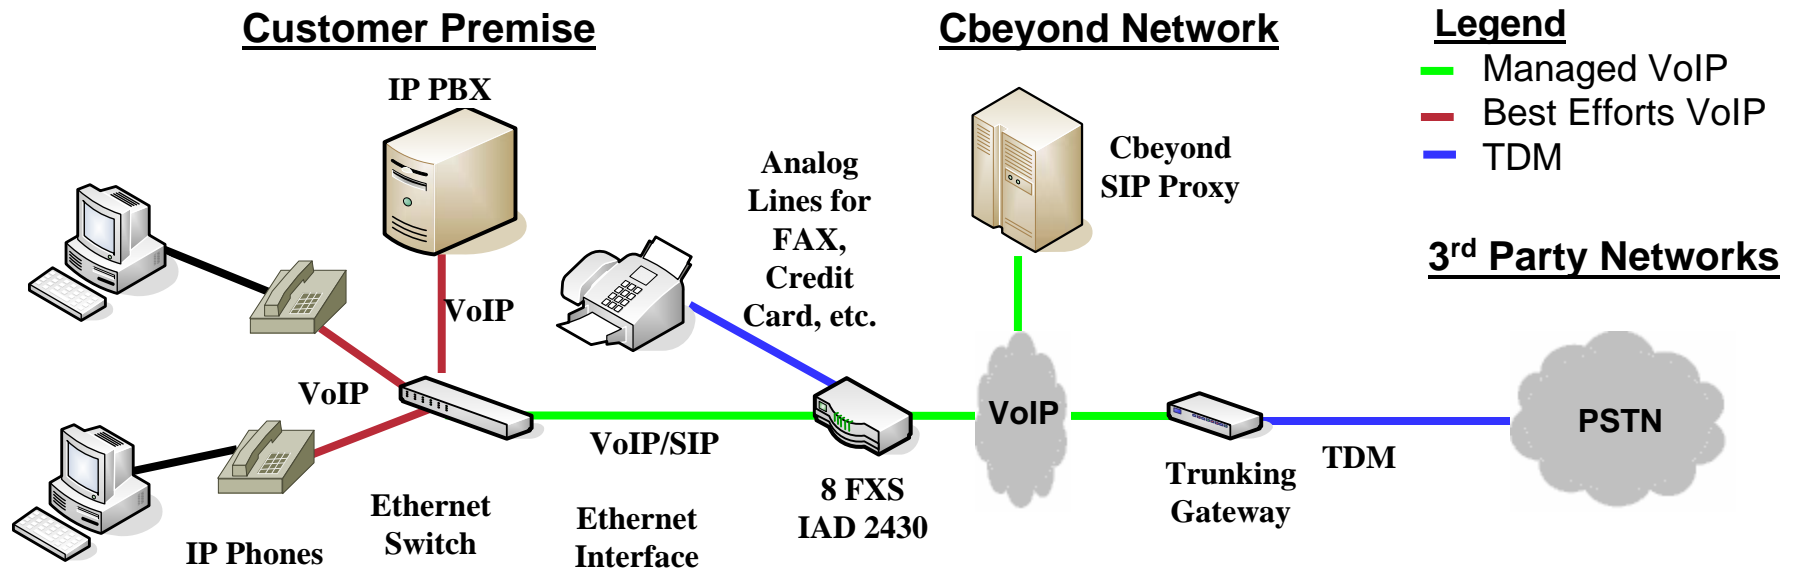 Customer Premise
Cbeyond Network
Legend
Managed VoIP
Best Efforts VoIP
TDM
IP PBX
Cbeyond
SIP Proxy
Analog
Lines for
FAX,
Credit
Card, etc.
3rd Party Networks
VoIP
VoIP
VoIP/SIP
VoIP
TDM
PSTN
Trunking
Gateway
8 FXS
IAD 2430
Ethernet
Switch
Ethernet
Interface
IP Phones